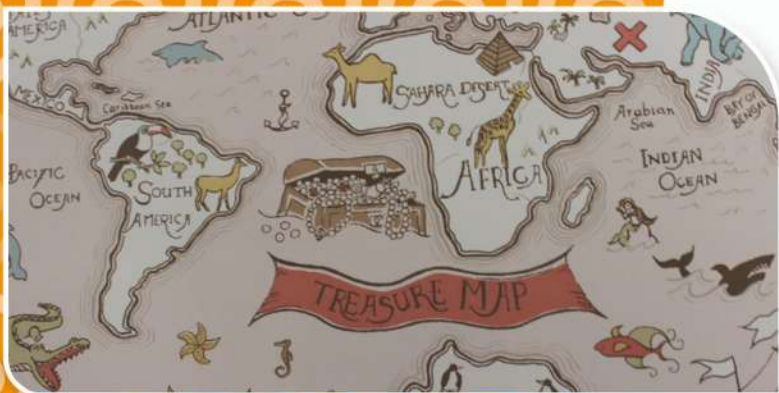 AMERICA
ATLANTIC
MEXICO
Caribbean Sea
SAHARA DESERT
INDIA
BAY OF
BENGAL
Arabian
Sea
PACIFIC
OCEAN
SOUTH
AMERICA
AFRICA
INDIAN
OCEAN
TREASURE MAP